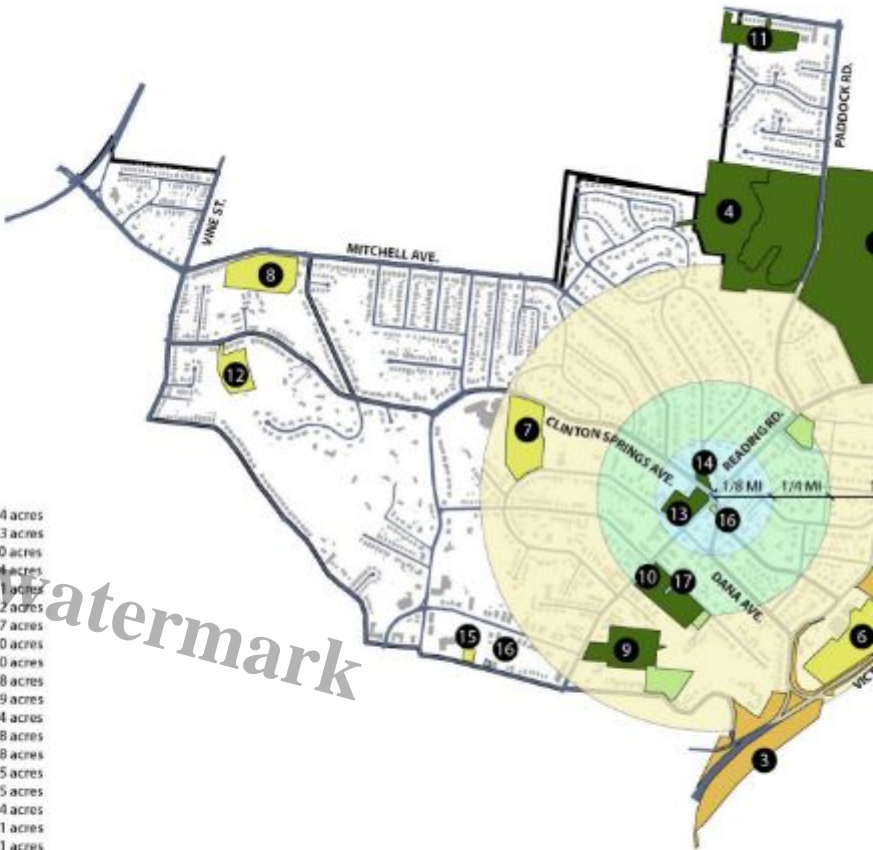 11
PADDOCK RD.
4
VINE ST.
MITCHELL AVE.
8
12
7
CLINTON SPRINGS AVE.
READING RD.
14
1/8 MI
1/4 MI
13
16
10
17
DANA AVE.
6
9
15
16
3
4 acres
3 acres
0 acres
4 acres
1 acres
2 acres
7 acres
0 acres
0 acres
8 acres
9 acres
4 acres
8 acres
8 acres
5 acres
5 acres
4 acres
1 acres
1 acres
watermark